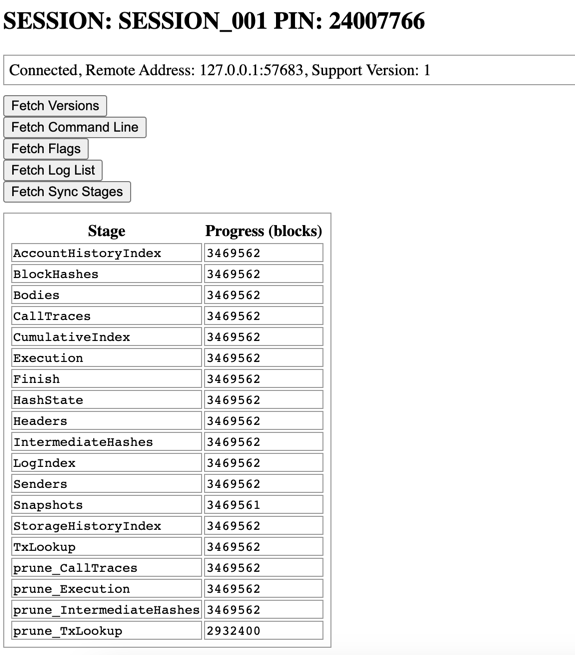 SESSION: SESSION_001 PIN: 24007766
Connected, Remote Address: 127.0.0.1:57683, Support Version: 1
Fetch Versions
Fetch Command Line
Fetch Flags
Fetch Log List
Fetch Sync Stages
Stage Progress (blocks)
AccountHistoryIndex 3469562
BlockHashes 3469562
Bodies 3469562
CallTraces 3469562
CumulativeIndex 3469562
Execution 3469562
Finish 3469562
HashState 3469562
Headers 3469562
IntermediateHashes 3469562
LogIndex 3469562
Senders 3469562
Snapshots 3469561
StorageHistoryIndex 3469562
TxLookup 3469562
prune_CallTraces 3469562
prune_Execution 3469562
prune_IntermediateHashes 3469562
prune_TxLookup 2932400